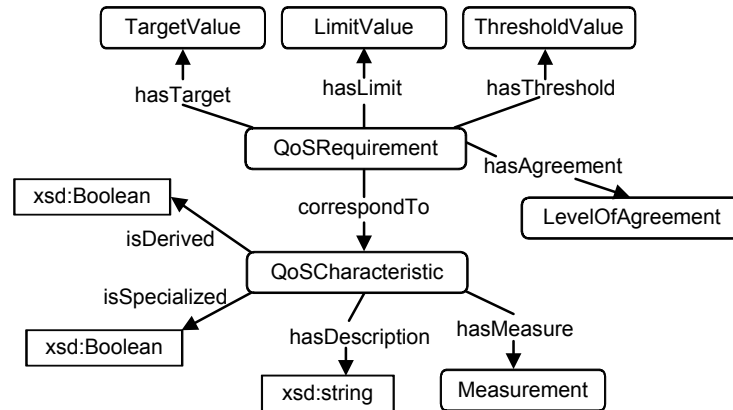 TargetValue
LimitValue
ThresholdValue
hasTarget
hasLimit
hasThreshold
QoSRequirement
hasAgreement
xsd:Boolean
correspondTo
LevelOfAgreement
isDerived
QoSCharacteristic
isSpecialized
hasDescription
hasMeasure
xsd:Boolean
xsd:string
Measurement